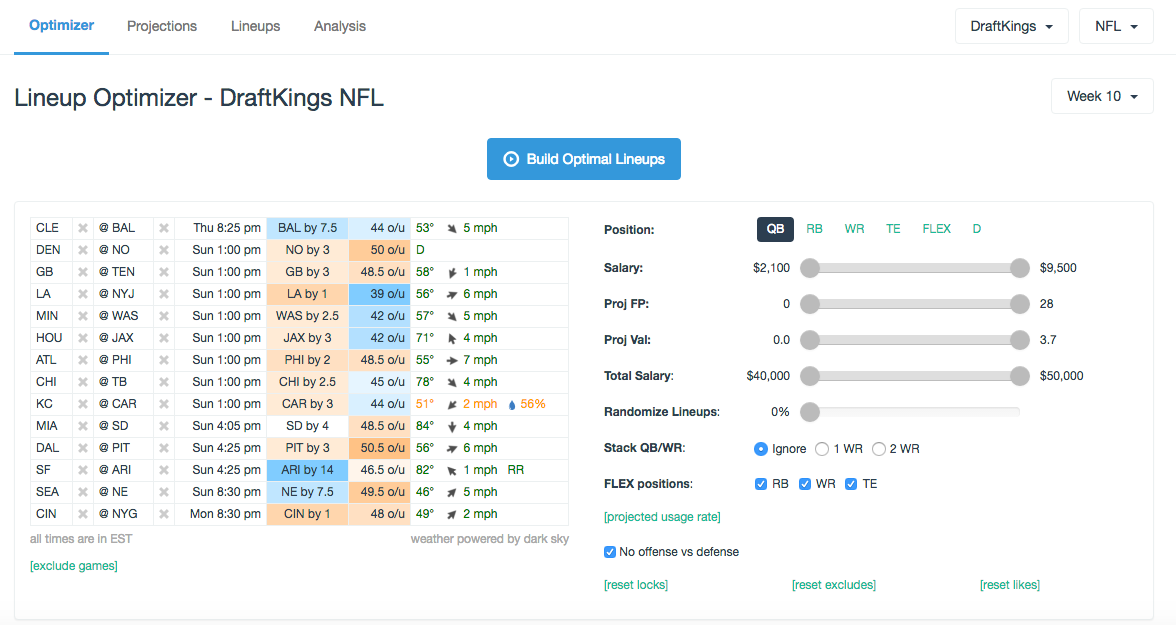 Optimizer Projections Lineups Analysis DraftKings NFL
Lineup Optimizer - DraftKings NFL Week 10
Build Optimal Lineups
CLE @ BAL Thu 8:25 pm BAL by 7.5 44 o/u 53° 5 mph
DEN @ NO Sun 1:00 pm NO by 3 50 o/u D
GB @ TEN Sun 1:00 pm GB by 3 48.5 o/u 58° 1 mph
LA @ NYJ Sun 1:00 pm LA by 1 39 o/u 56° 6 mph
MIN @ WAS Sun 1:00 pm WAS by 2.5 42 o/u 57° 5 mph
HOU @ JAX Sun 1:00 pm JAX by 3 42 o/u 71° 4 mph
ATL @ PHI Sun 1:00 pm PHI by 2 48.5 o/u 55° 7 mph
CHI @ TB Sun 1:00 pm CHI by 2.5 45 o/u 78° 4 mph
KC @ CAR Sun 1:00 pm CAR by 3 44 o/u 51° 2 mph 56%
MIA @ SD Sun 4:05 pm SD by 4 48.5 o/u 84° 4 mph
DAL @ PIT Sun 4:25 pm PIT by 3 50.5 o/u 56° 6 mph
SF @ ARI Sun 4:25 pm ARI by 14 46.5 o/u 82° 1 mph RR
SEA @ NE Sun 8:30 pm NE by 7.5 49.5 o/u 46° 5 mph
CIN @ NYG Mon 8:30 pm CIN by 1 48 o/u 49° 2 mph
all times are in EST weather powered by dark sky
[exclude games]
Position: QB RB WR TE FLEX D
Salary: $2,100 $9,500
Proj FP: 0 28
Proj Val: 0.0 3.7
Total Salary: $40,000 $50,000
Randomize Lineups: 0%
Stack QB/WR: Ignore 1 WR 2 WR
FLEX positions: RB WR TE
[projected usage rate]
No offense vs defense
[reset locks] [reset excludes] [reset likes]